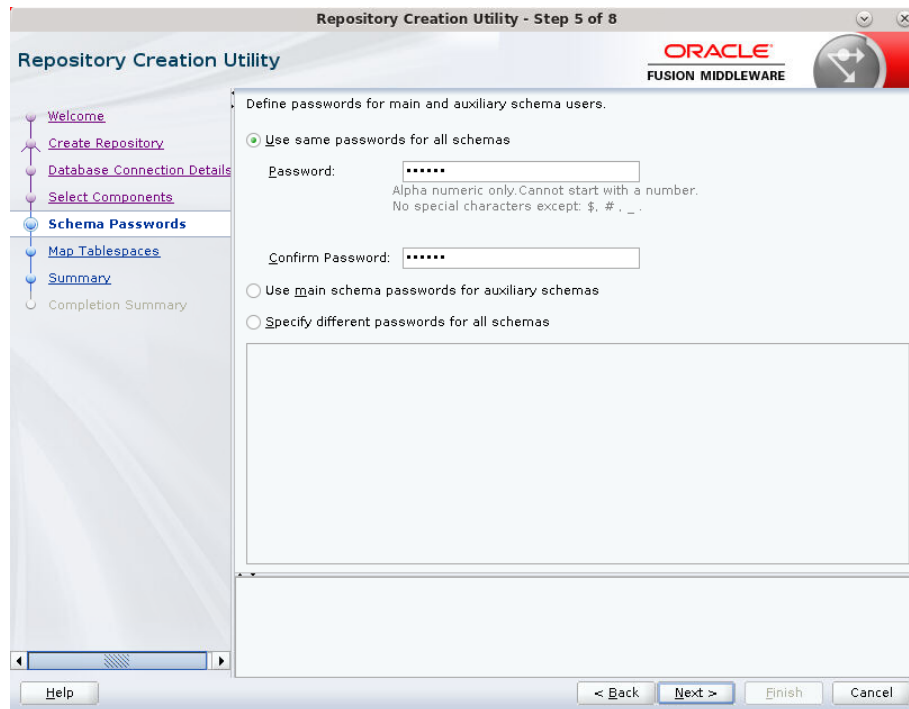 Repository Creation Utility - Step 5 of 8
Repository Creation Utility
ORACLE
FUSION MIDDLEWARE
Welcome
Create Repository
Database Connection Details
Select Components
Schema Passwords
Map Tablespaces
Summary
Completion Summary
Define passwords for main and auxiliary schema users.
Use same passwords for all schemas
Password: ••••••
Alpha numeric only.Cannot start with a number.
No special characters except: $, # , _ .
Confirm Password: ••••••
Use main schema passwords for auxiliary schemas
Specify different passwords for all schemas
Help
< Back
Next >
Finish
Cancel